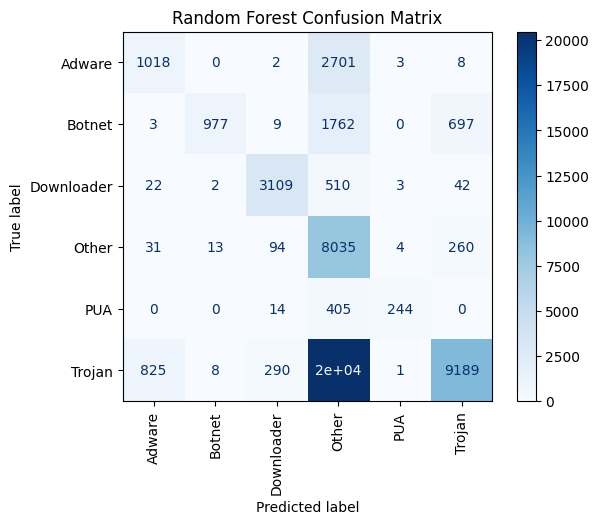 Random Forest Confusion Matrix
True label
Adware 1018 0 2 2701 3 8
Botnet 3 977 9 1762 0 697
Downloader 22 2 3109 510 3 42
Other 31 13 94 8035 4 260
PUA 0 0 14 405 244 0
Trojan 825 8 290 2e+04 1 9189
Adware Botnet Downloader Other PUA Trojan
Predicted label
20000
17500
15000
12500
10000
7500
5000
2500
0